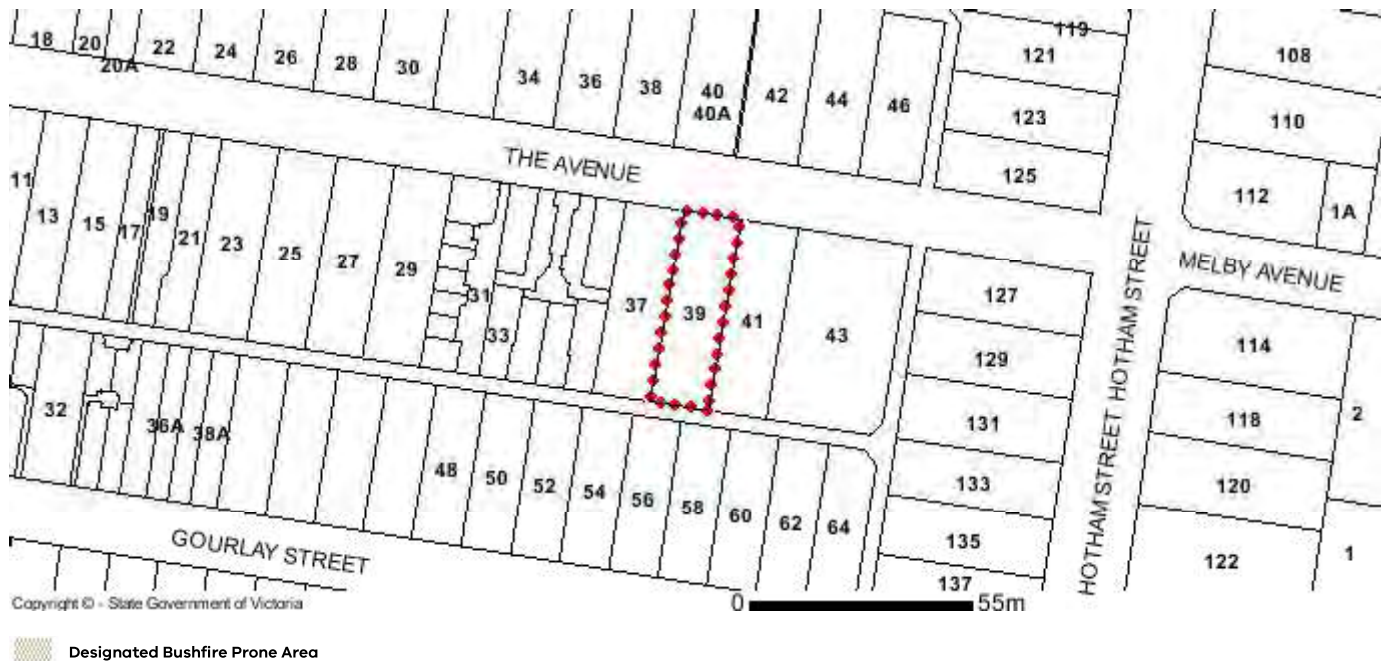 18 20 22 24 26 28 30 34 36 38 40 42 44 46 119 121 108
20A 40A 123 110
THE AVENUE 125 112 1A
11 13 15 17 19 21 23 25 27 29 31 33 37 39 41 43 127 MELBY AVENUE
129 114
32 36A 38A 48 50 52 54 56 58 60 62 64 131 118 2
133 120
GOURLAY STREET 135 122 1
137
HOTHAM STREET HOTHAM STREET
Copyright © - State Government of Victoria
0 55m
Designated Bushfire Prone Area